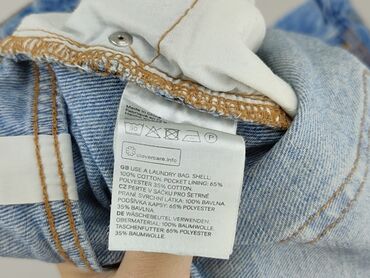 30
P
clevercare.info
GB USE A LAUNDRY BAG. SHELL:
100% COTTON. POCKET LINING: 65%
POLYESTER 35% COTTON.
CZ PERTE V SÁČKU PRO ŠETRNÉ
PRANÍ. SVRCHNÍ LÁTKA: 100% BAVLNA.
PODŠÍVKA KAPSY: 65% POLYESTER
35% BAVLNA.
DE WÄSCHEBEUTEL VERWENDEN.
OBERMATERIAL: 100% BAUMWOLLE.
TASCHENFUTTER: 65% POLYESTER
35% BAUMWOLLE.